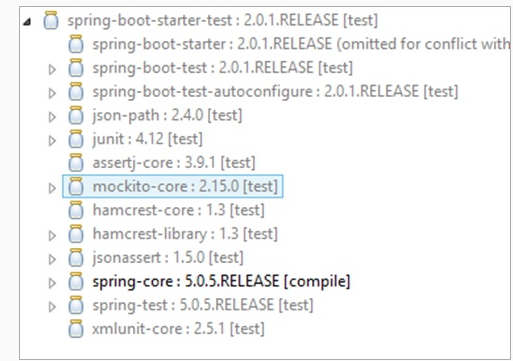 spring-boot-starter-test : 2.0.1.RELEASE [test]
spring-boot-starter : 2.0.1.RELEASE (omitted for conflict with
spring-boot-test : 2.0.1.RELEASE [test]
spring-boot-test-autoconfigure : 2.0.1.RELEASE [test]
json-path : 2.4.0 [test]
junit : 4.12 [test]
assertj-core : 3.9.1 [test]
mockito-core : 2.15.0 [test]
hamcrest-core : 1.3 [test]
hamcrest-library : 1.3 [test]
jsonassert : 1.5.0 [test]
spring-core : 5.0.5.RELEASE [compile]
spring-test : 5.0.5.RELEASE [test]
xmlunit-core : 2.5.1 [test]